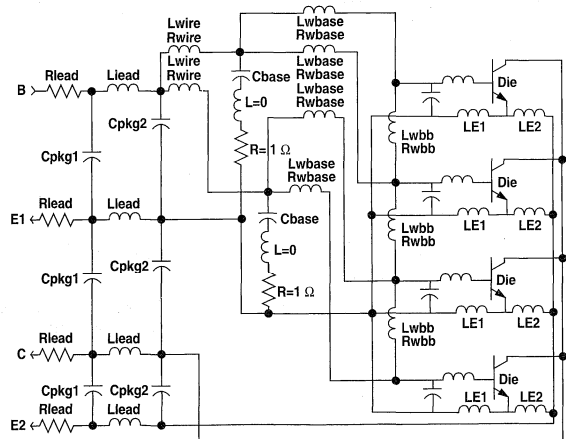 Lwire
Rwire
Lwbase
Rwbase
Lwire
Rwire
Lwbase
Rwbase
Lwbase
Rwbase
Rlead
Llead
B
Cbase
L=0
R=1 Ω
Cpkg2
Cpkg1
Lwbase
Rwbase
Die
LE1
LE2
Lwbb
Rwbb
Die
LE1
LE2
Rlead
Llead
E1
Cbase
L=0
R=1 Ω
Lwbb
Rwbb
Cpkg1
Cpkg2
Die
LE1
LE2
Lwbb
Rwbb
Rlead
Llead
C
Cpkg1
Cpkg2
Die
LE1
LE2
Rlead
Llead
E2